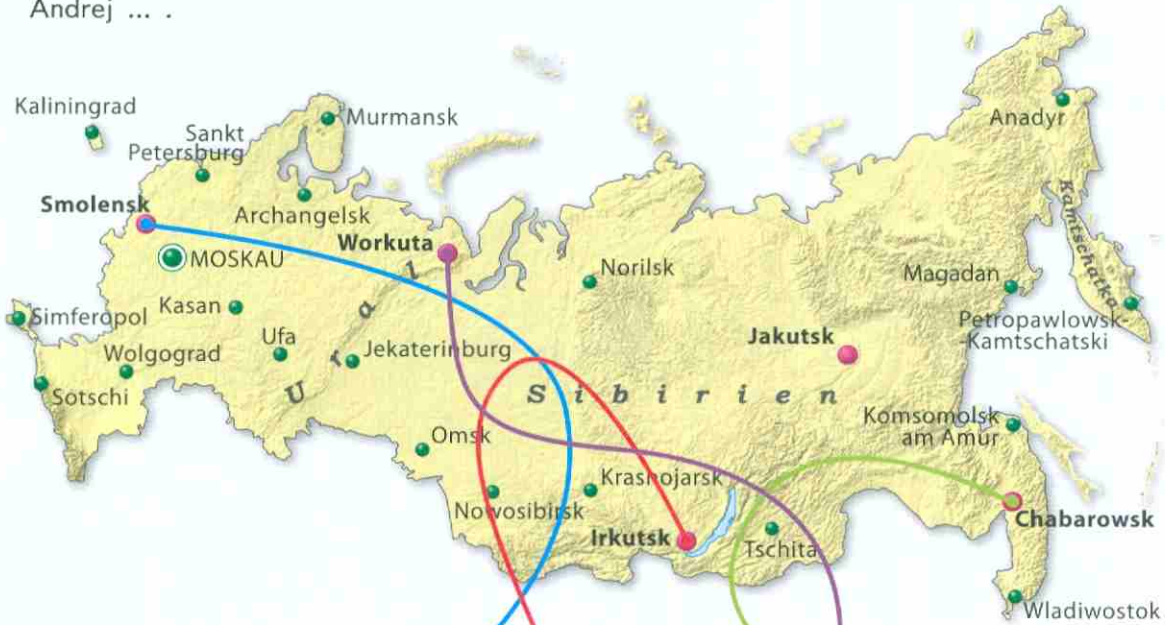 Andrej ... .
Kaliningrad
Murmansk
Anadyr
Sankt
Petersburg
Smolensk
Archangelsk
Workuta
MOSKAU
Norilsk
Magadan
Kamtschatka
Simferopol
Kasan
Ufa
Ural
Jekaterinburg
Jakutsk
Petropawlowsk
-Kamtschatski
Wolgograd
Sotschi
Sibirien
Omsk
Komsomolsk
am Amur
Nowosibirsk
Krasnojarsk
Irkutsk
Tschita
Chabarowsk
Wladiwostok